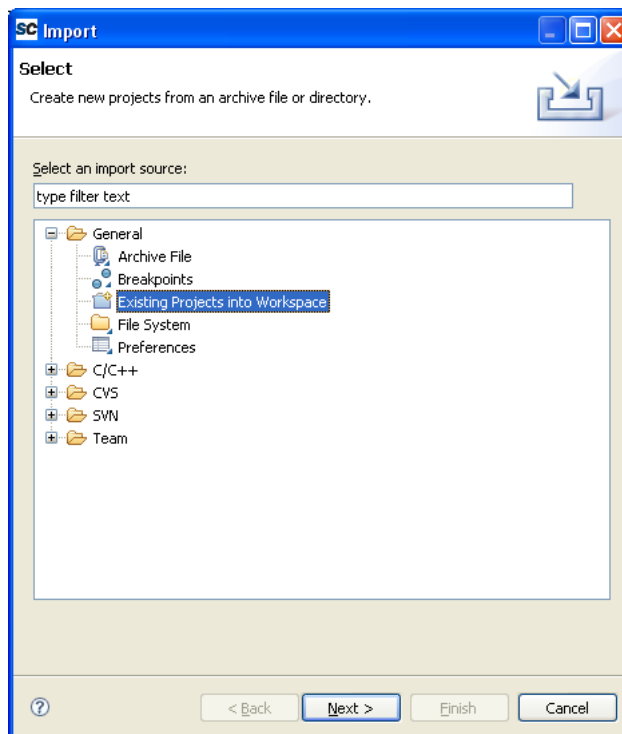 SC Import
Select
Create new projects from an archive file or directory.
Select an import source:
type filter text
General
Archive File
Breakpoints
Existing Projects into Workspace
File System
Preferences
C/C++
CVS
SVN
Team
? < Back Next > Finish Cancel